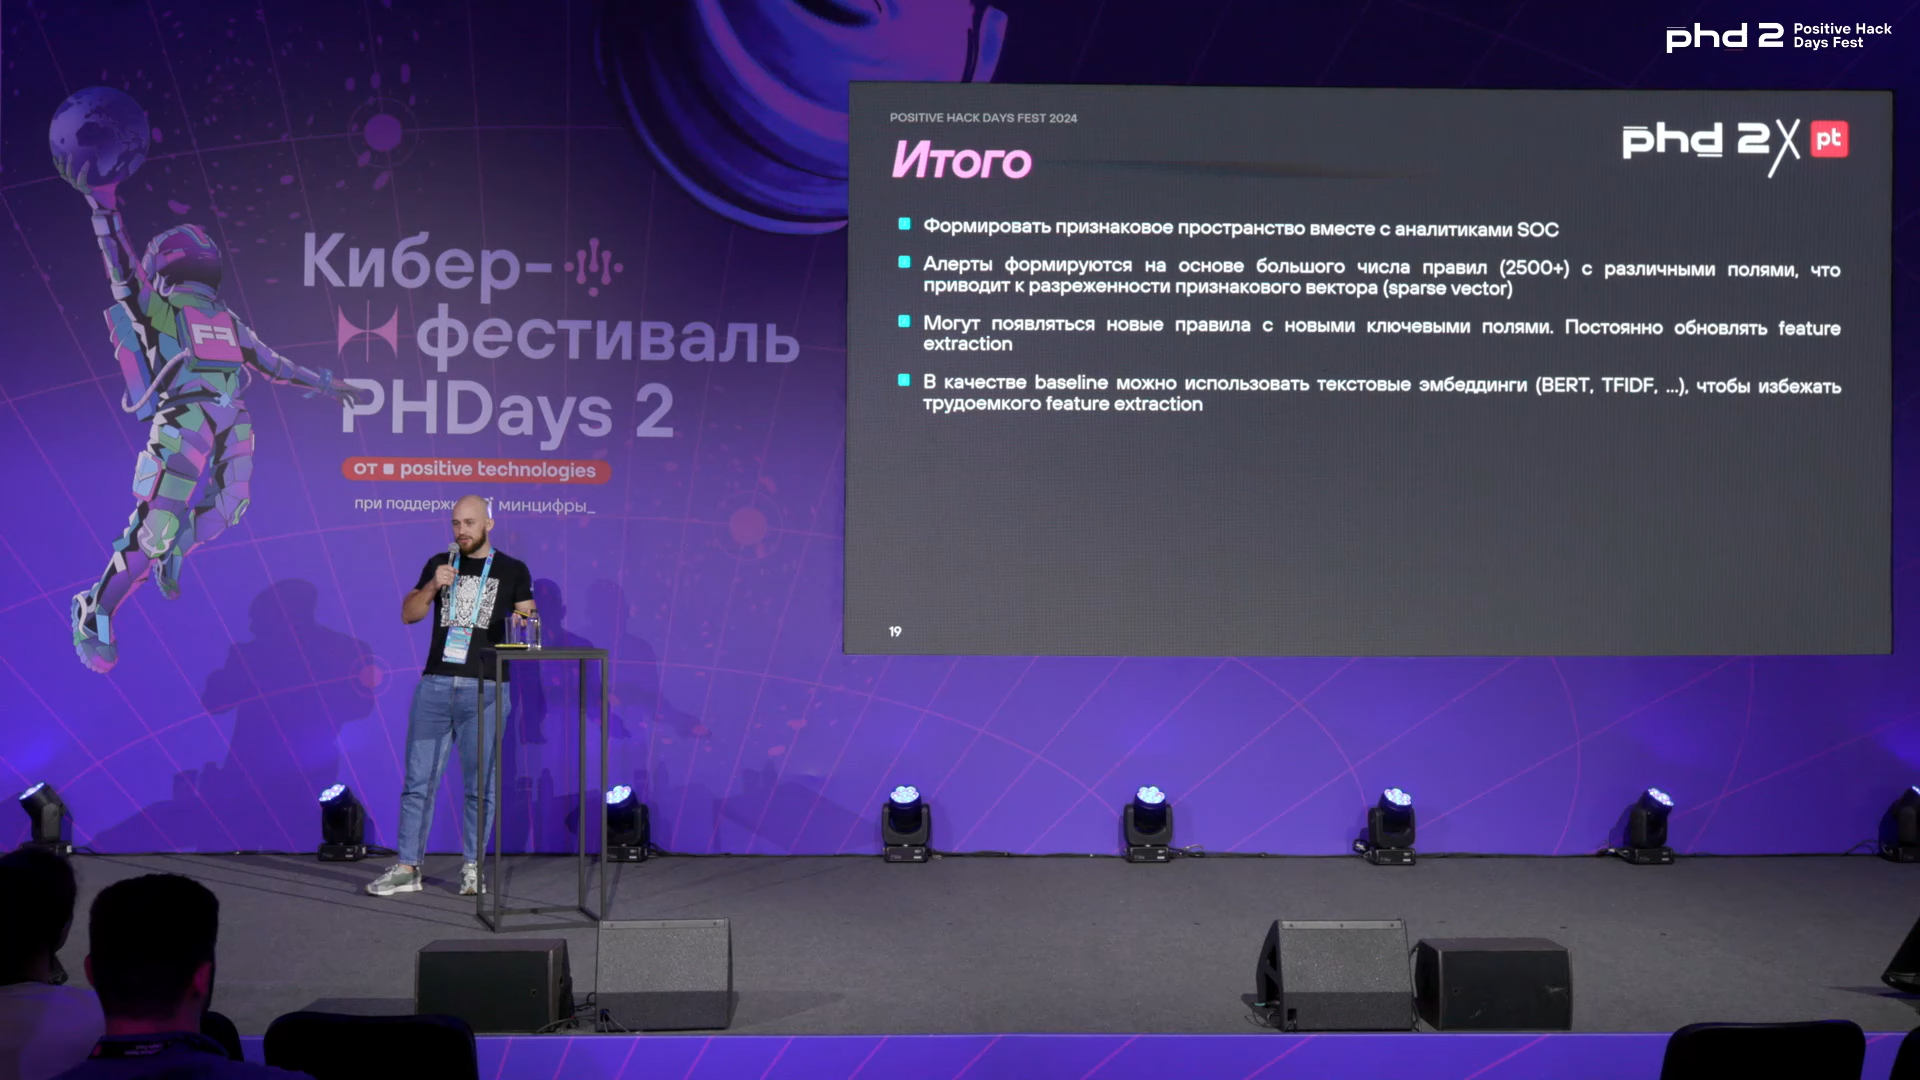 phd 2 Positive Hack
Days Fest
POSITIVE HACK DAYS FEST 2024
phd 2 pt
Итого
Формировать признаковое пространство вместе с аналитиками SOC
Алерты формируются на основе большого числа правил (2500+) с различными полями, что
приводит к разреженности признакового вектора (sparse vector)
Могут появляться новые правила с новыми ключевыми полями. Постоянно обновлять feature
extraction
В качестве baseline можно использовать текстовые эмбеддинги (BERT, TFIDF, ...), чтобы избежать
трудоемкого feature extraction
19
Кибер-
фестиваль
PHDays 2
от positive technologies
при поддержк
минцифры_